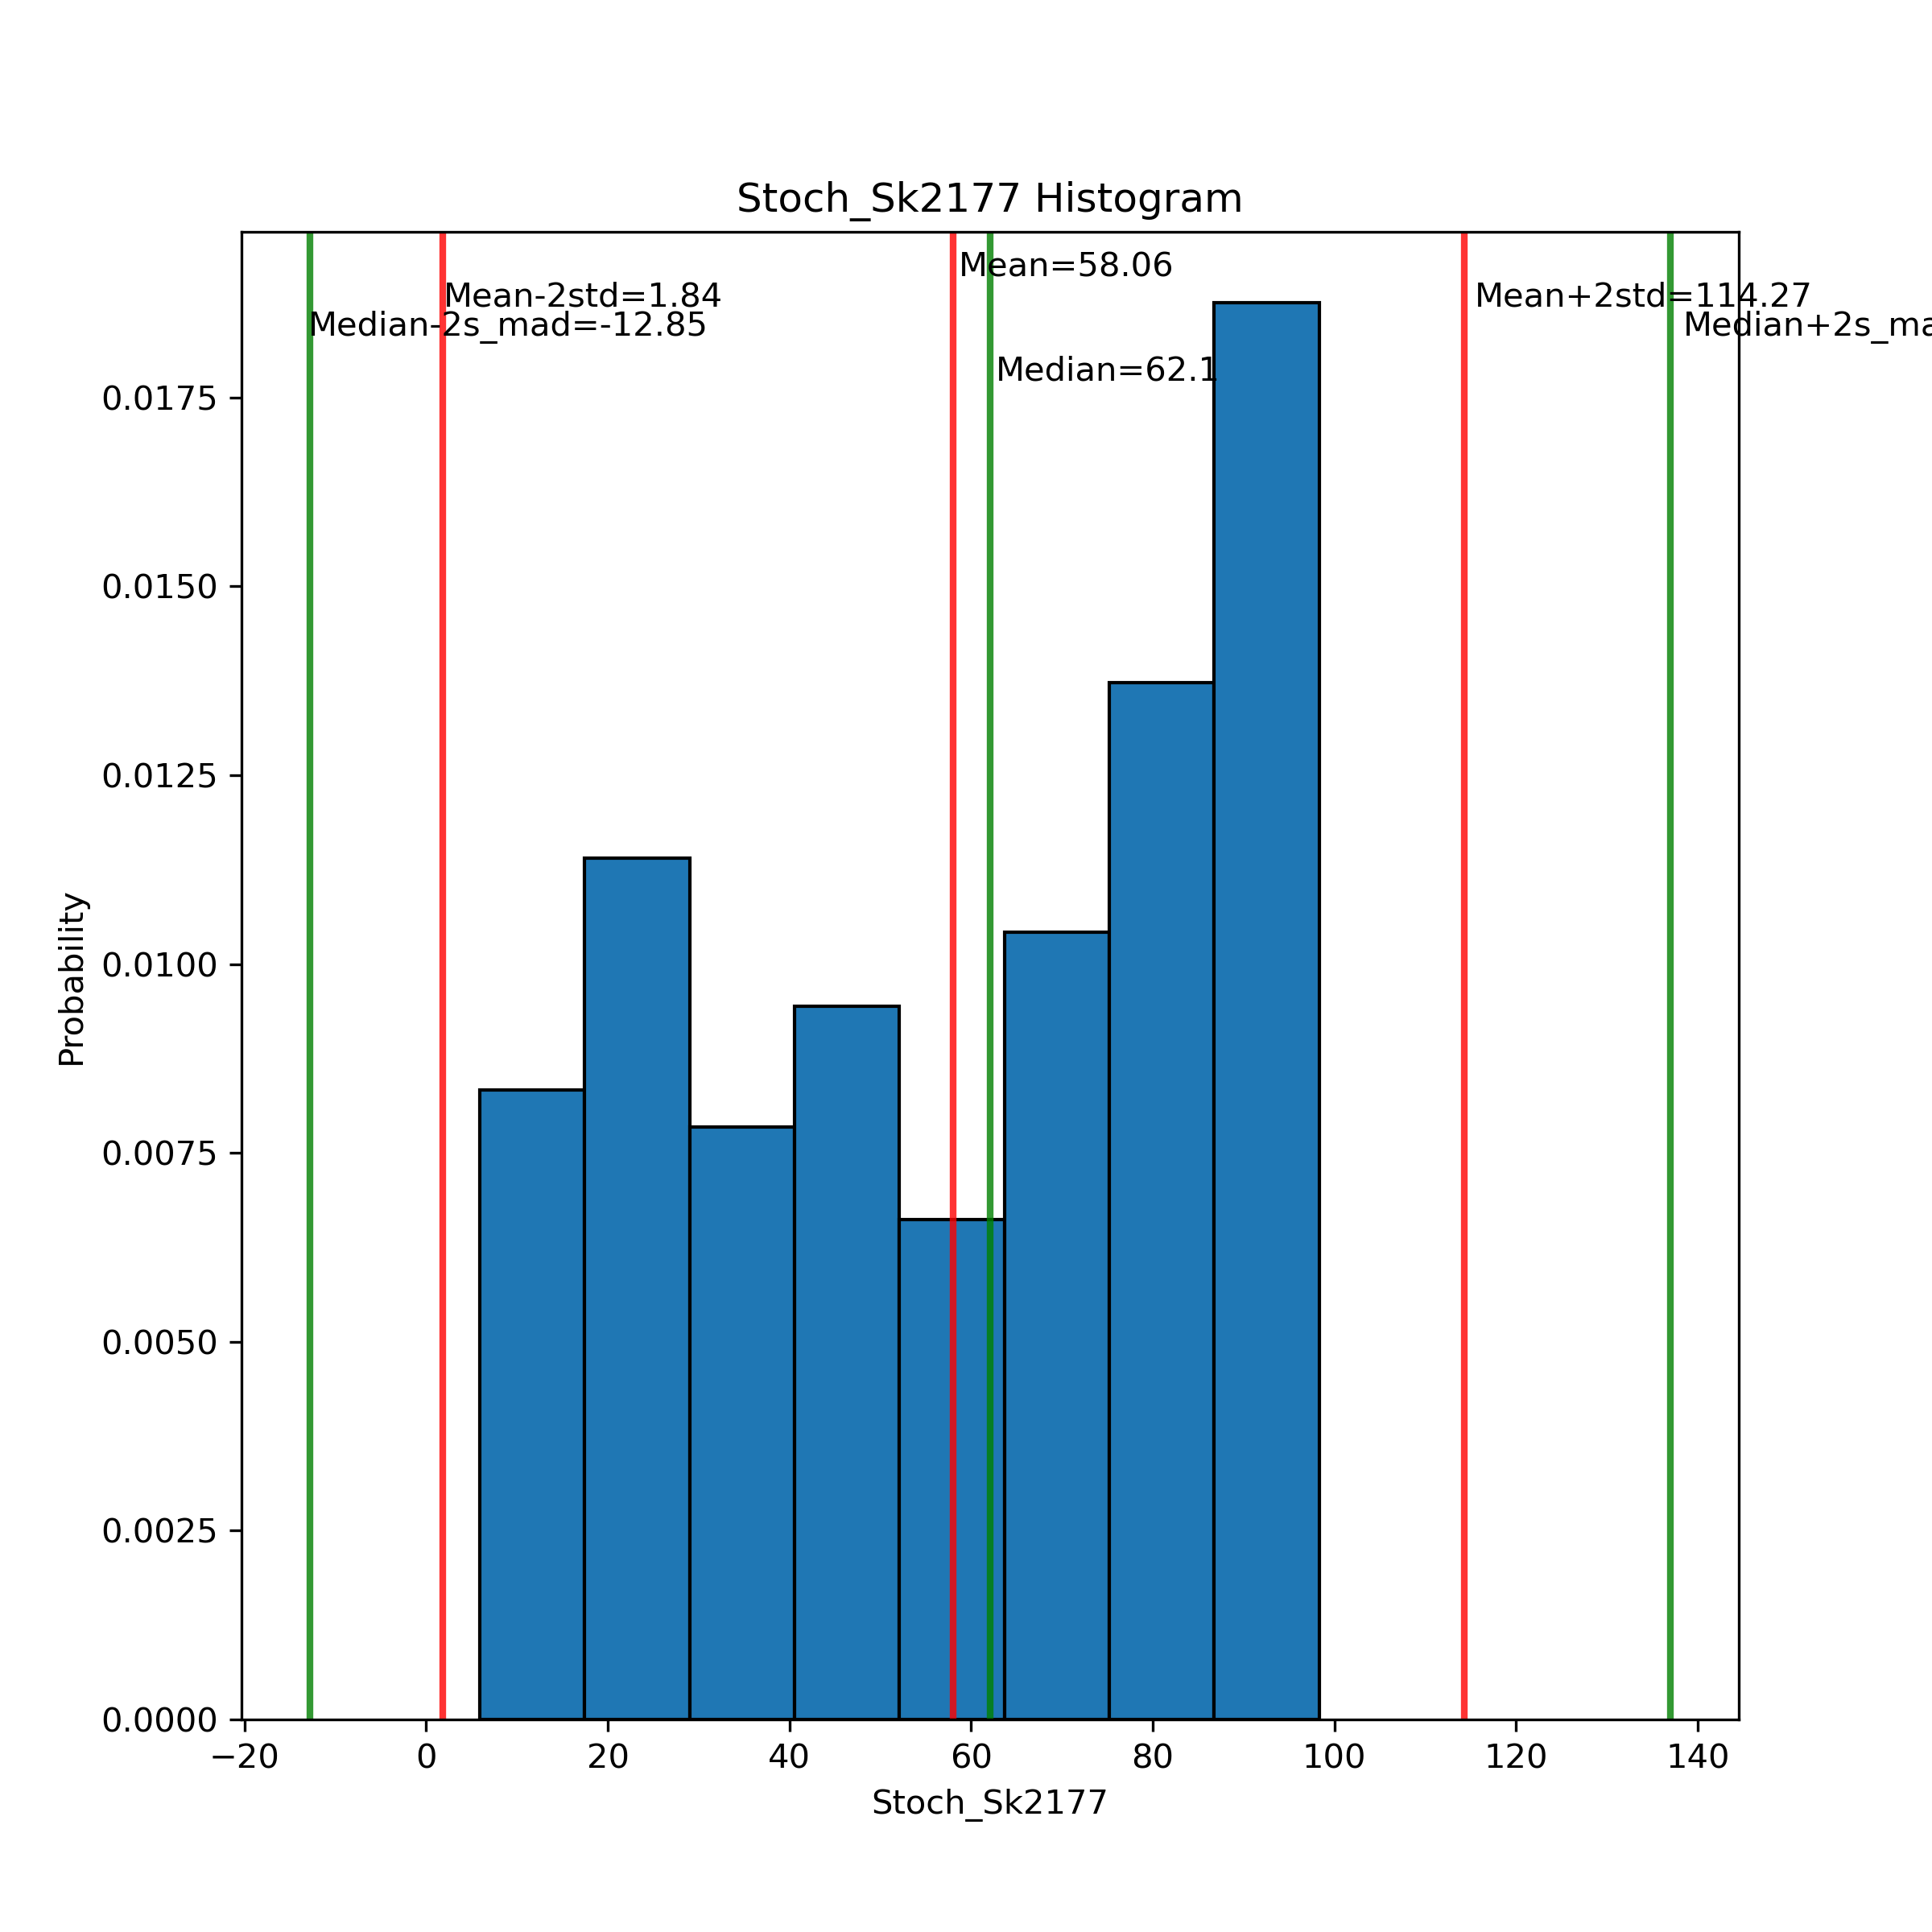 Stoch_Sk2177 Histogram
Mean=58.06
Mean-2std=1.84
Mean+2std=114.27
Median-2s_mad=-12.85
Median+2s_ma
Median=62.1
0.0175
0.0150
0.0125
0.0100
0.0075
0.0050
0.0025
0.0000
Probability
−20 0 20 40 60 80 100 120 140
Stoch_Sk2177